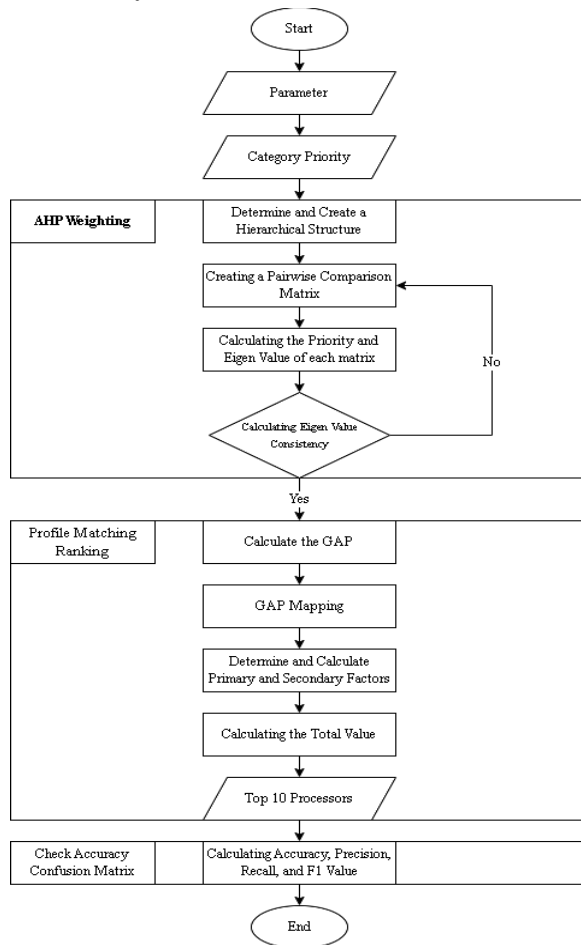 Start
Parameter
Category Priority
AHP Weighting
Determine and Create a
Hierarchical Structure
Creating a Pairwise Comparison
Matrix
Calculating the Priority and
Eigen Value of each matrix
No
Calculating Eigen Value
Consistency
Yes
Profile Matching
Ranking
Calculate the GAP
GAP Mapping
Determine and Calculate
Primary and Secondary Factors
Calculating the Total Value
Top 10 Processors
Check Accuracy
Confusion Matrix
Calculating Accuracy, Precision,
Recall, and F1 Value
End